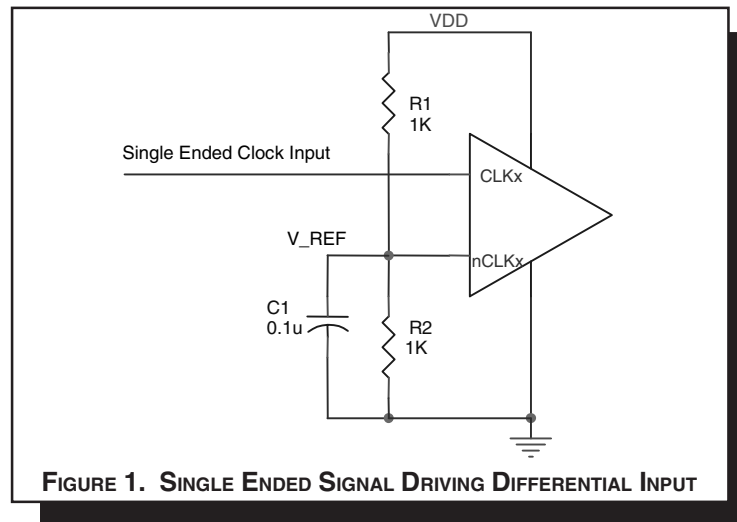 VDD
R1
1K
Single Ended Clock Input
CLKx
V_REF
nCLKx
C1
0.1u
R2
1K
FIGURE 1. SINGLE ENDED SIGNAL DRIVING DIFFERENTIAL INPUT